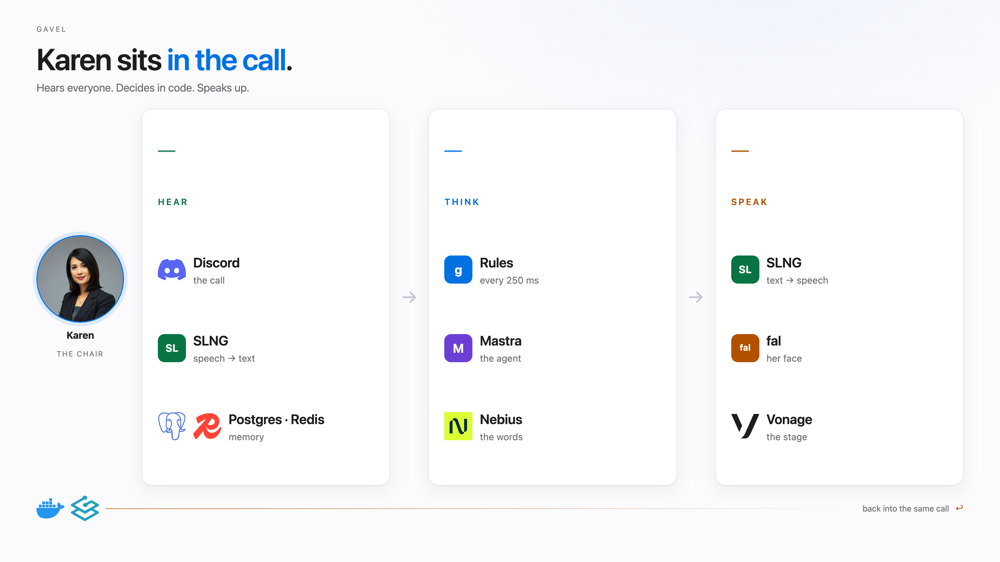 GAVEL
Karen sits in the call.
Hears everyone. Decides in code. Speaks up.
Karen
THE CHAIR
HEAR
Discord
the call
SL
SLNG
speech → text
Postgres · Redis
memory
→
THINK
g
Rules
every 250 ms
M
Mastra
the agent
Nebius
the words
→
SPEAK
SL
SLNG
text → speech
fal
fal
her face
Vonage
the stage
back into the same call ↩